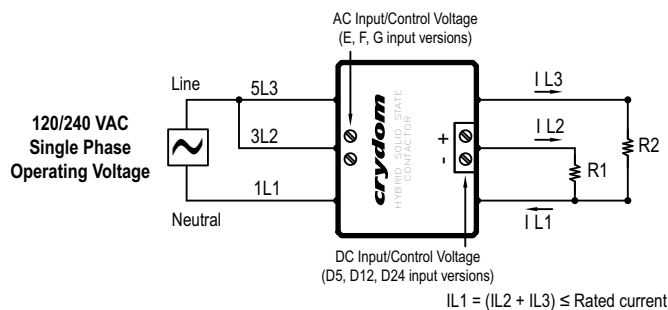 AC Input/Control Voltage
(E, F, G input versions)
Line
5L3
I L3
120/240 VAC
Single Phase
Operating Voltage
3L2
crydom
HYBRID SOLID STATE
CONTACTOR
+
-
I L2
R1
R2
1L1
Neutral
I L1
DC Input/Control Voltage
(D5, D12, D24 input versions)
IL1 = (IL2 + IL3) ≤ Rated current